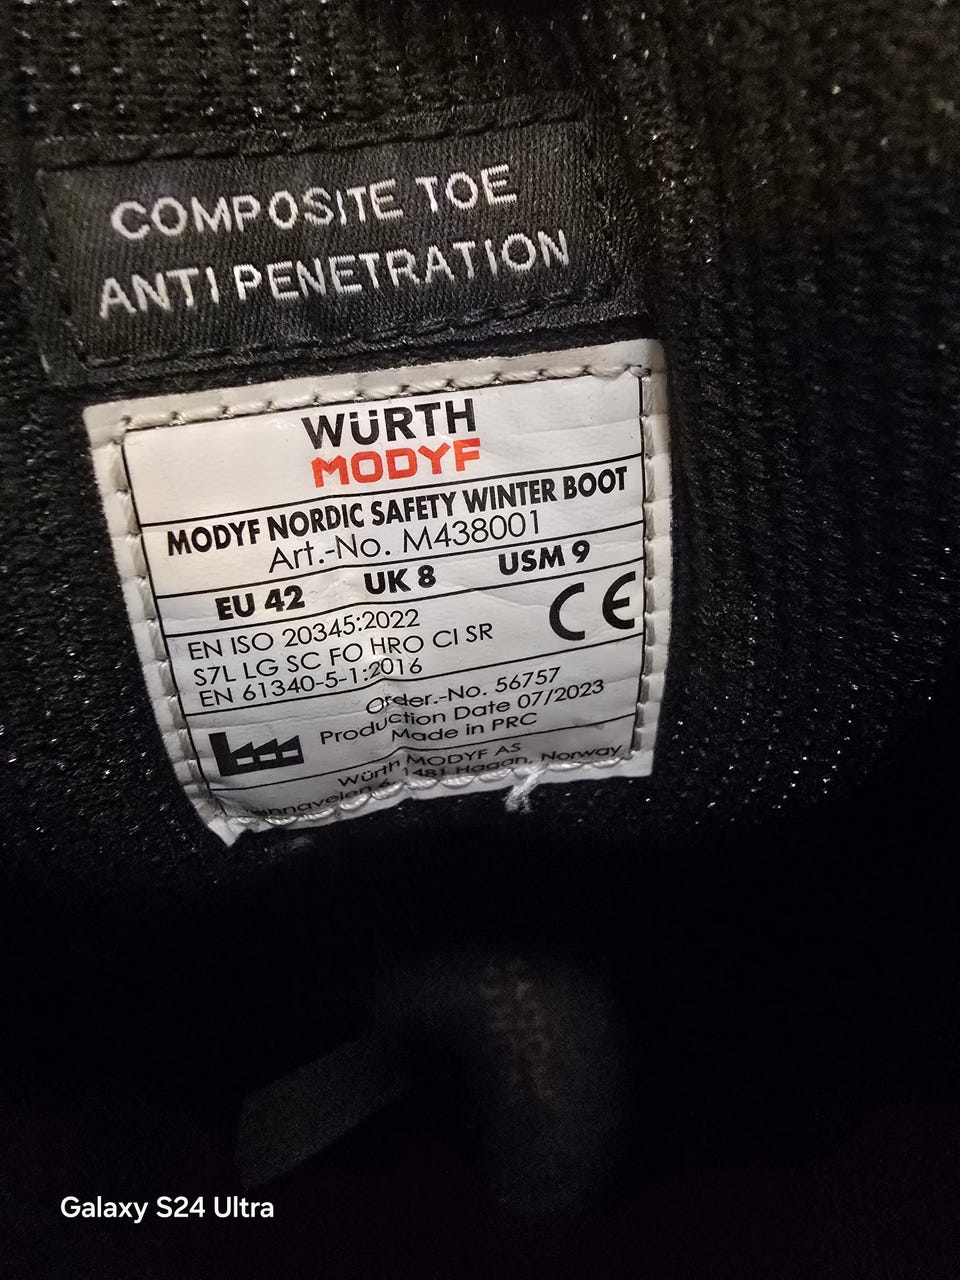 COMPOSITE TOE
ANTI PENETRATION
WÜRTH
MODYF
MODYF NORDIC SAFETY WINTER BOOT
Art.-No. M438001
EU 42 UK 8 USM 9
EN ISO 20345:2022 CE
S7L LG SC FO HRO CI SR
EN 61340-5-1:2016
Order.-No. 56757
Production Date 07/2023
Made in PRC
Würth MODYF AS
1481 Hagan, Norway
Galaxy S24 Ultra